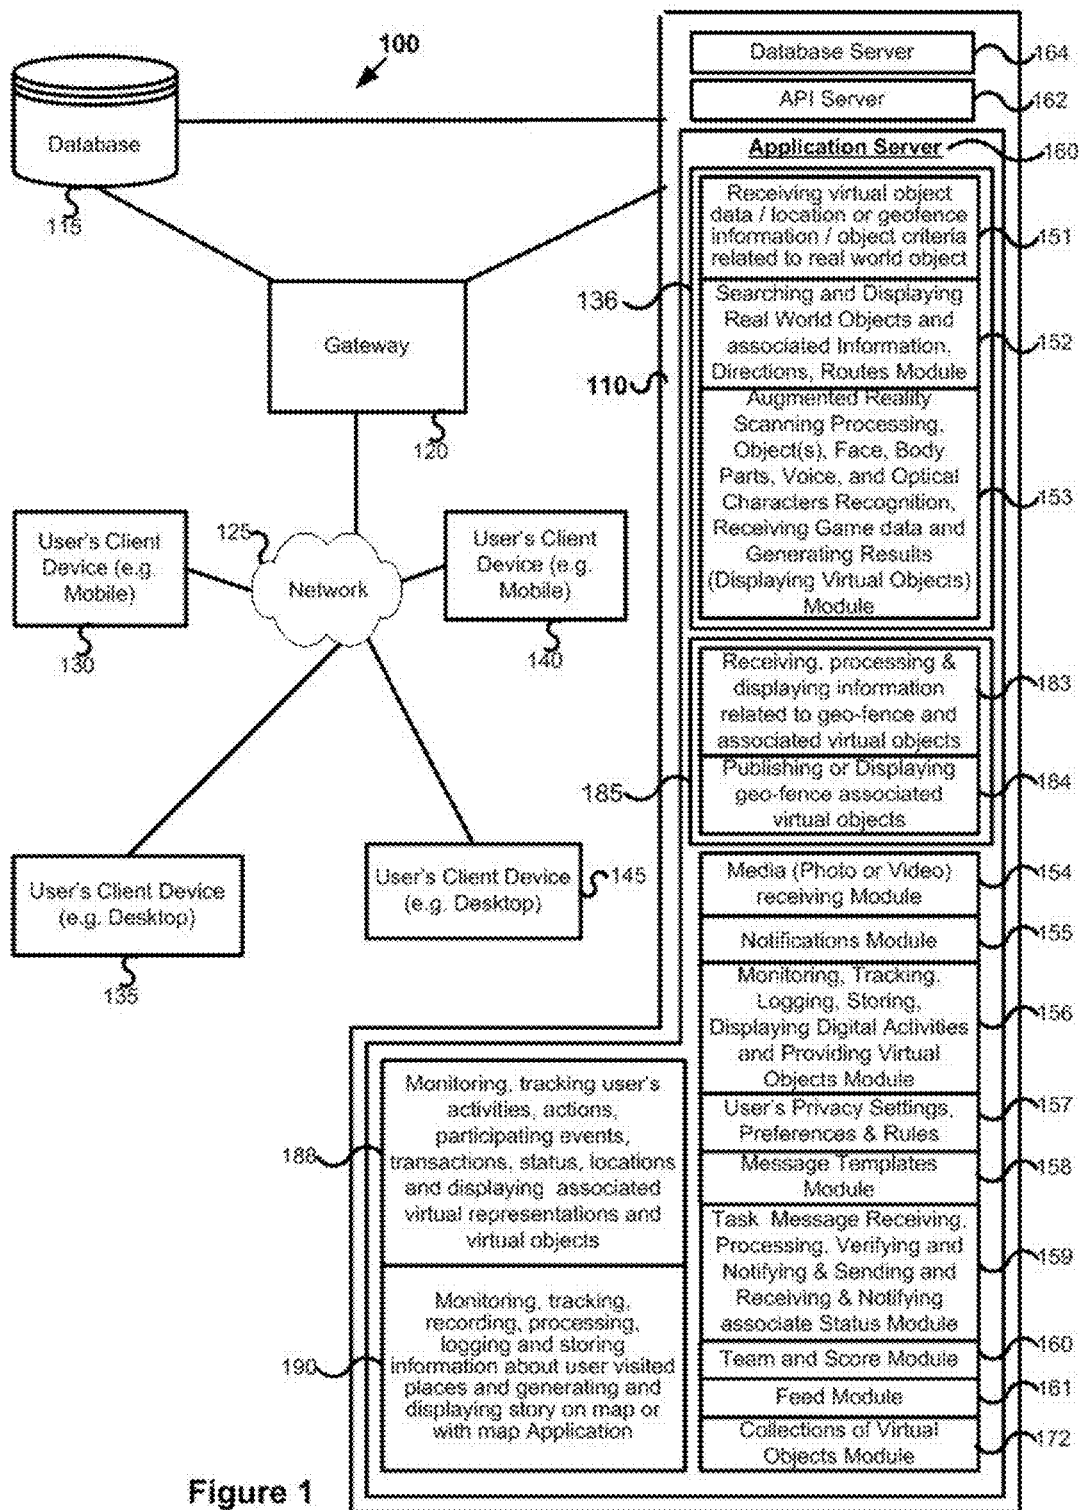 100
Database
115
Gateway
120
125
Network
User's Client
Device (e.g.
Mobile)
130
User's Client
Device (e.g.
Mobile)
140
User's Client Device
(e.g. Desktop)
135
User's Client Device
(e.g. Desktop)
145
110
Database Server
164
API Server
162
Application Server
160
136
Receiving virtual object
data / location or geofence
information / object criteria
related to real world object
151
Searching and Displaying
Real World Objects and
associated Information,
Directions, Routes Module
152
Augmented Reality
Scanning Processing,
Object(s), Face, Body
Parts, Voice, and Optical
Characters Recognition,
Receiving Game data and
Generating Results
(Displaying Virtual Objects)
Module
153
185
Receiving, processing &
displaying information
related to geo-fence and
associated virtual objects
183
Publishing or Displaying
geo-fence associated
virtual objects
184
Media (Photo or Video)
receiving Module
154
Notifications Module
155
Monitoring, Tracking,
Logging, Storing,
Displaying Digital Activities
and Providing Virtual
Objects Module
156
User's Privacy Settings,
Preferences & Rules
157
Message Templates
Module
158
Task Message Receiving,
Processing, Verifying and
Notifying & Sending and
Receiving & Notifying
associate Status Module
159
Team and Score Module
160
Feed Module
161
Collections of Virtual
Objects Module
172
Monitoring, tracking user's
activities, actions,
participating events,
transactions, status, locations
and displaying associated
virtual representations and
virtual objects
188
Monitoring, tracking,
recording, processing,
logging and storing
information about user visited
places and generating and
displaying story on map or
with map Application
190
Figure 1